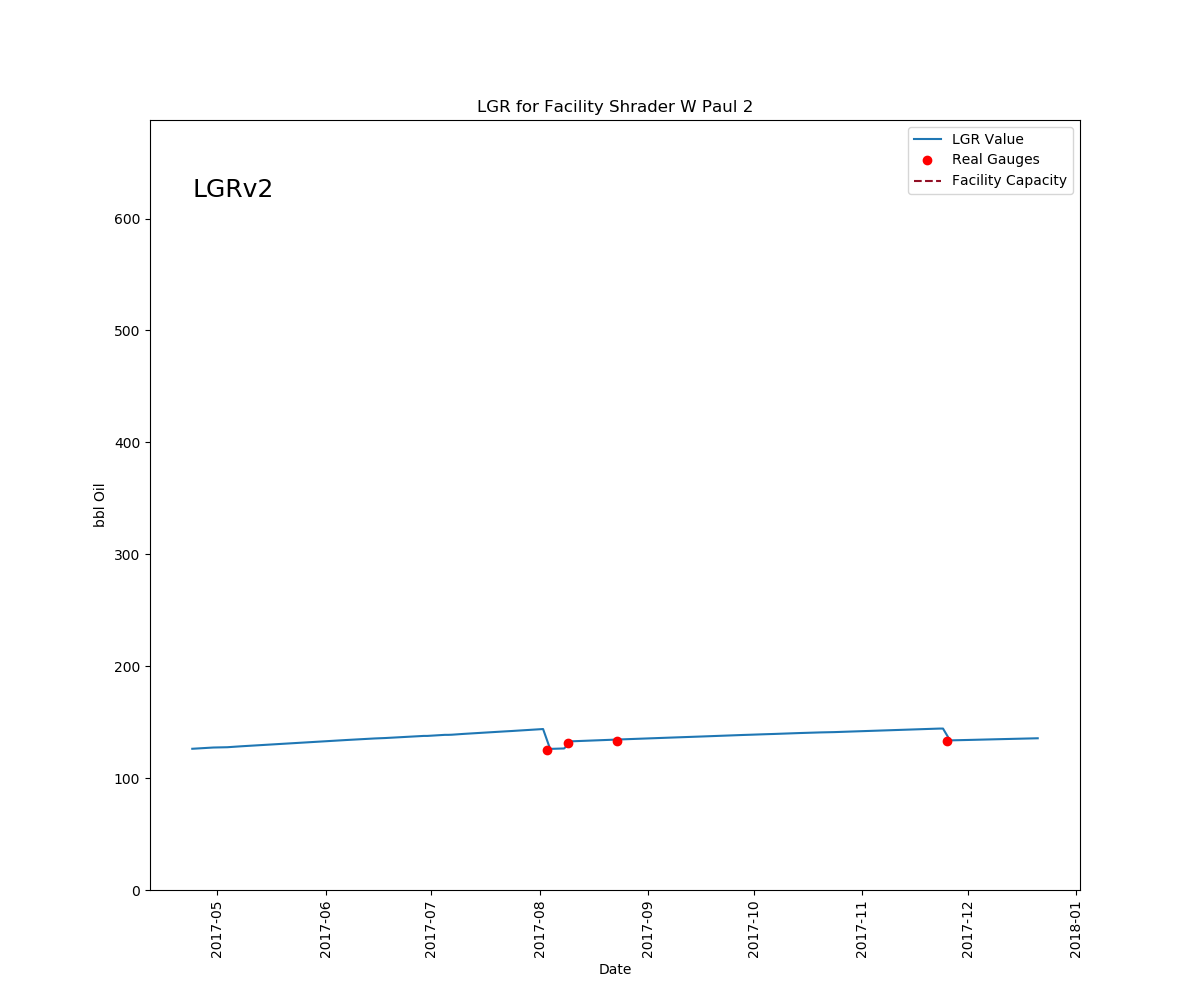 LGR for Facility Shrader W Paul 2
LGRv2
LGR Value
Real Gauges
Facility Capacity
bbl Oil
600
500
400
300
200
100
0
2017-05
2017-06
2017-07
2017-08
2017-09
2017-10
2017-11
2017-12
2018-01
Date